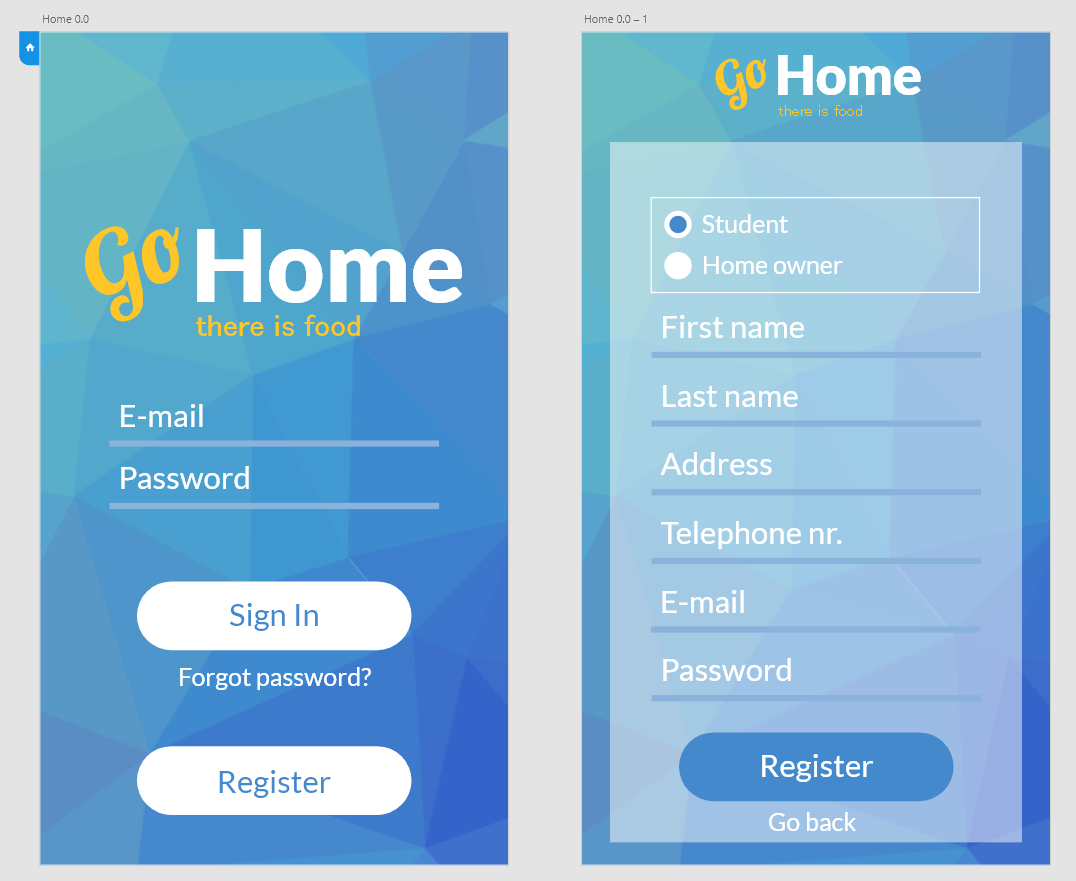 Home 0.0
Go Home
there is food
E-mail
Password
Sign In
Forgot password?
Register
Home 0.0 – 1
Go Home
there is food
Student
Home owner
First name
Last name
Address
Telephone nr.
E-mail
Password
Register
Go back